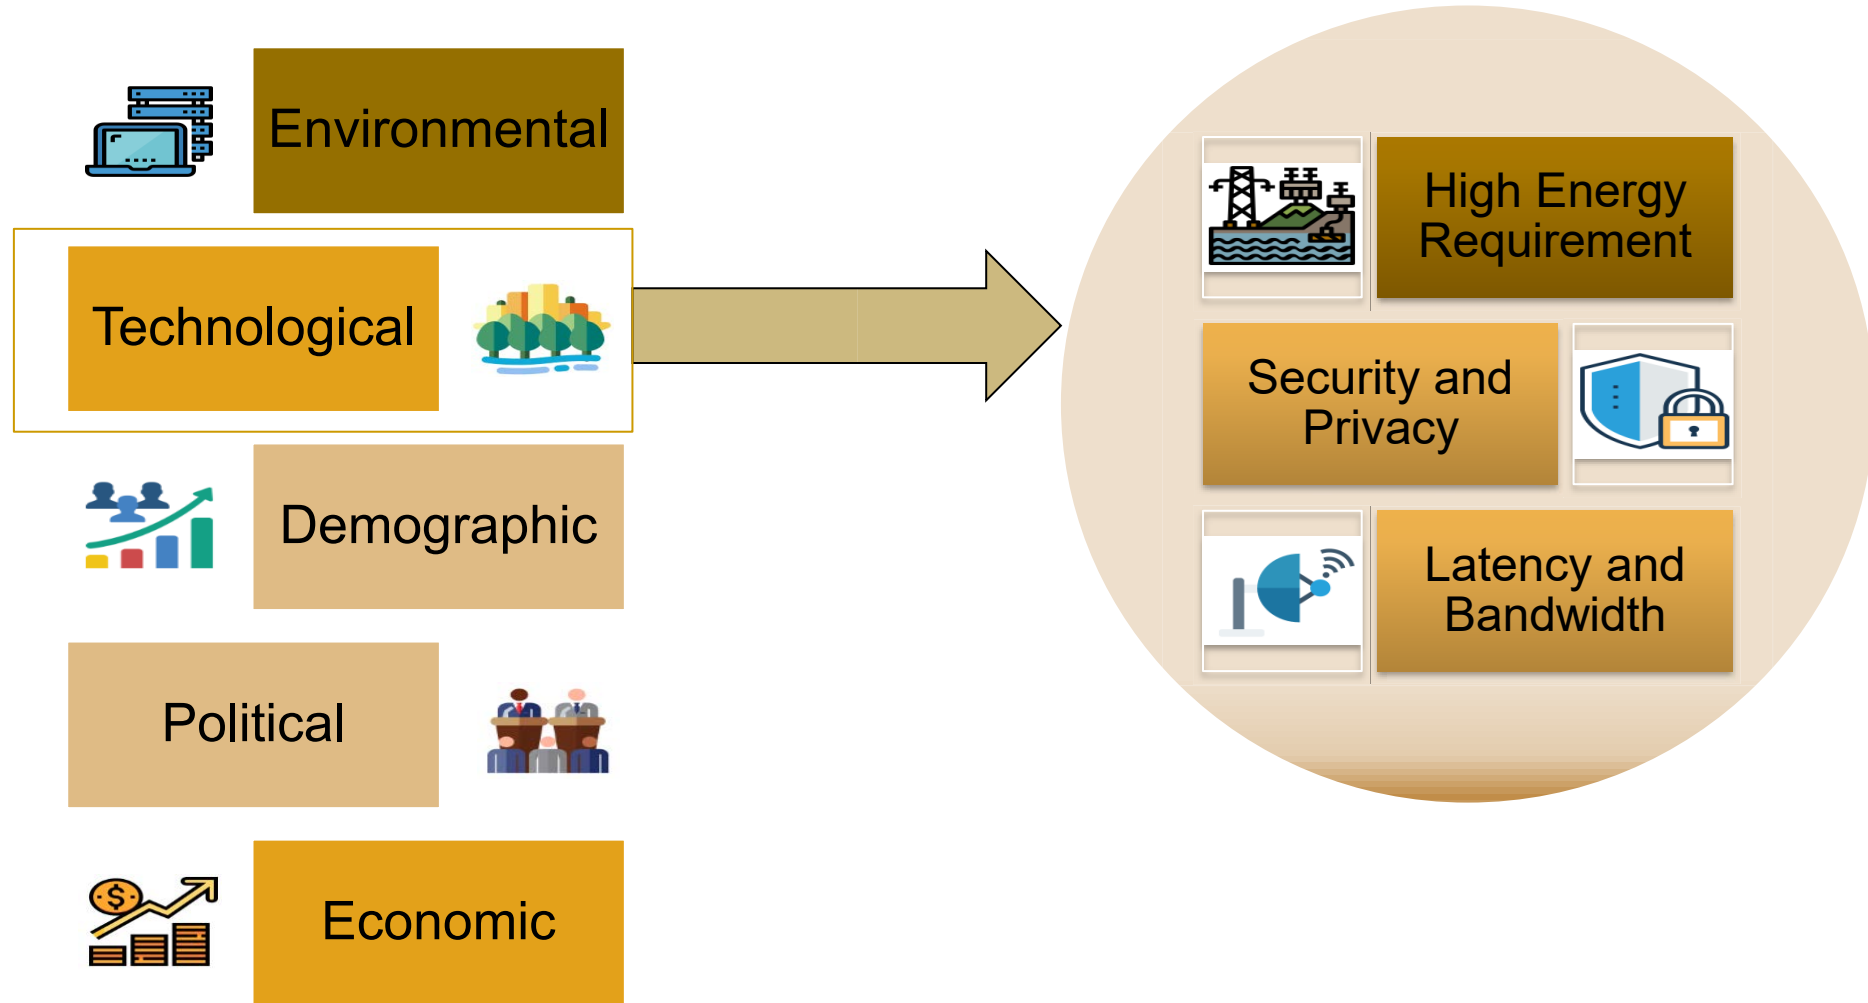 Environmental
Technological
Demographic
Political
Economic
High Energy
Requirement
Security and
Privacy
Latency and
Bandwidth